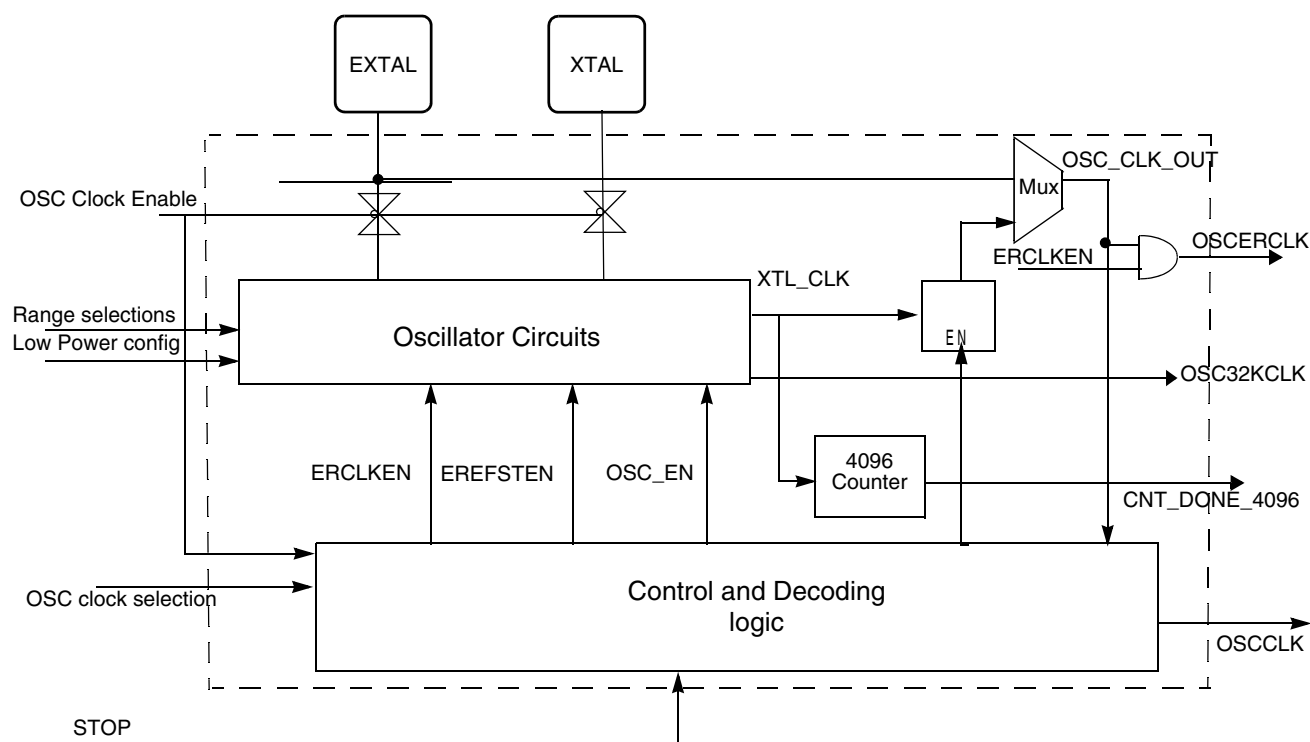 EXTAL
XTAL
OSC_CLK_OUT
Mux
OSC Clock Enable
ERCLKEN
OSCERCLK
XTL_CLK
Range selections
Low Power config
Oscillator Circuits
EN
OSC32KCLK
ERCLKEN
EREFSTEN
OSC_EN
4096
Counter
CNT_DONE_4096
OSC clock selection
Control and Decoding
logic
OSCCLK
STOP